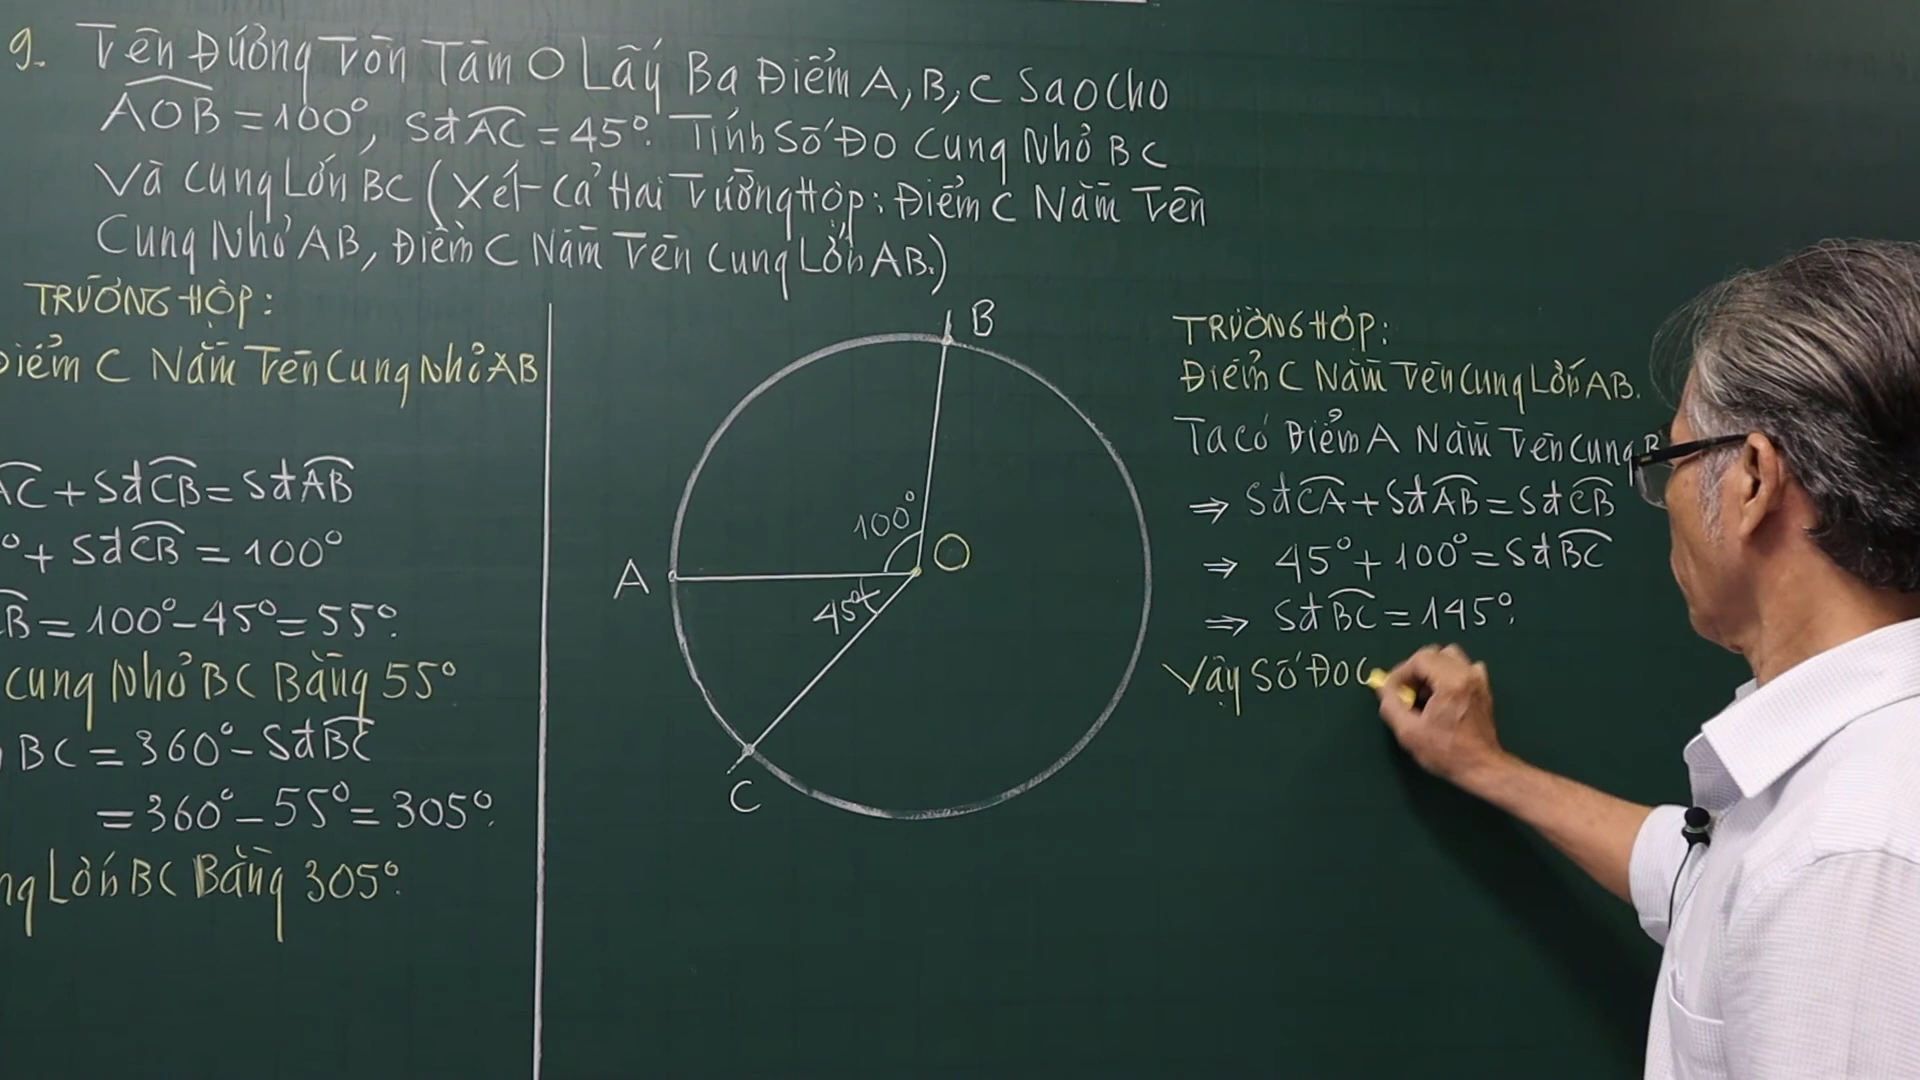 9. Trên Đường Tròn Tâm O Lấy Ba Điểm A, B, C Sao Cho
AOB = 100°, Sđ AC = 45°. Tính Số Đo Cung Nhỏ BC
Và Cung Lớn BC (Xét Cả Hai Trường Hợp: Điểm C Nằm Trên
Cung Nhỏ AB, Điểm C Nằm Trên Cung Lớn AB.)
TRƯỜNG HỢP:
Điểm C Nằm Trên Cung Nhỏ AB
AC + Sđ CB = Sđ AB
° + Sđ CB = 100°
B = 100° - 45° = 55°.
Cung Nhỏ BC Bằng 55°
BC = 360° - Sđ BC
= 360° - 55° = 305°.
ng Lớn BC Bằng 305°.
B
100°
O
A
45°
C
TRƯỜNG HỢP:
Điểm C Nằm Trên Cung Lớn AB.
Ta có Điểm A Nằm Trên Cung B
⇒ Sđ CA + Sđ AB = Sđ CB
⇒ 45° + 100° = Sđ BC
⇒ Sđ BC = 145°.
Vậy Số Đo C